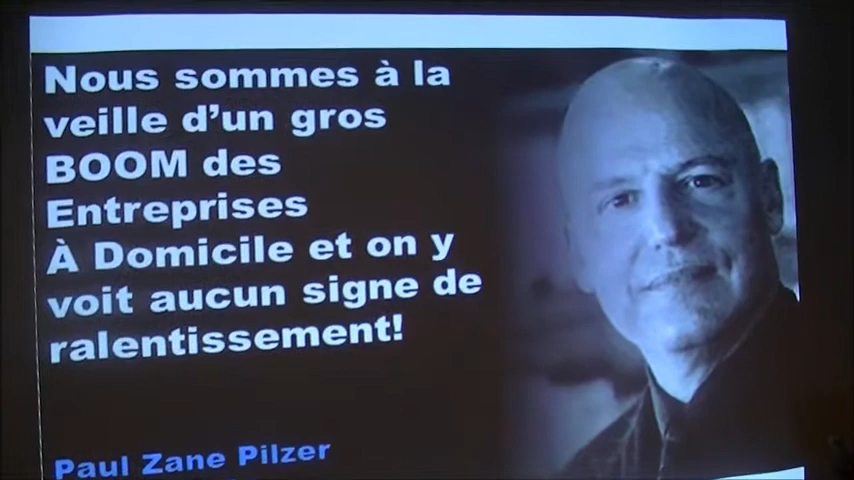 Nous sommes à la
veille d’un gros
BOOM des
Entreprises
À Domicile et on y
voit aucun signe de
ralentissement!
Paul Zane Pilzer